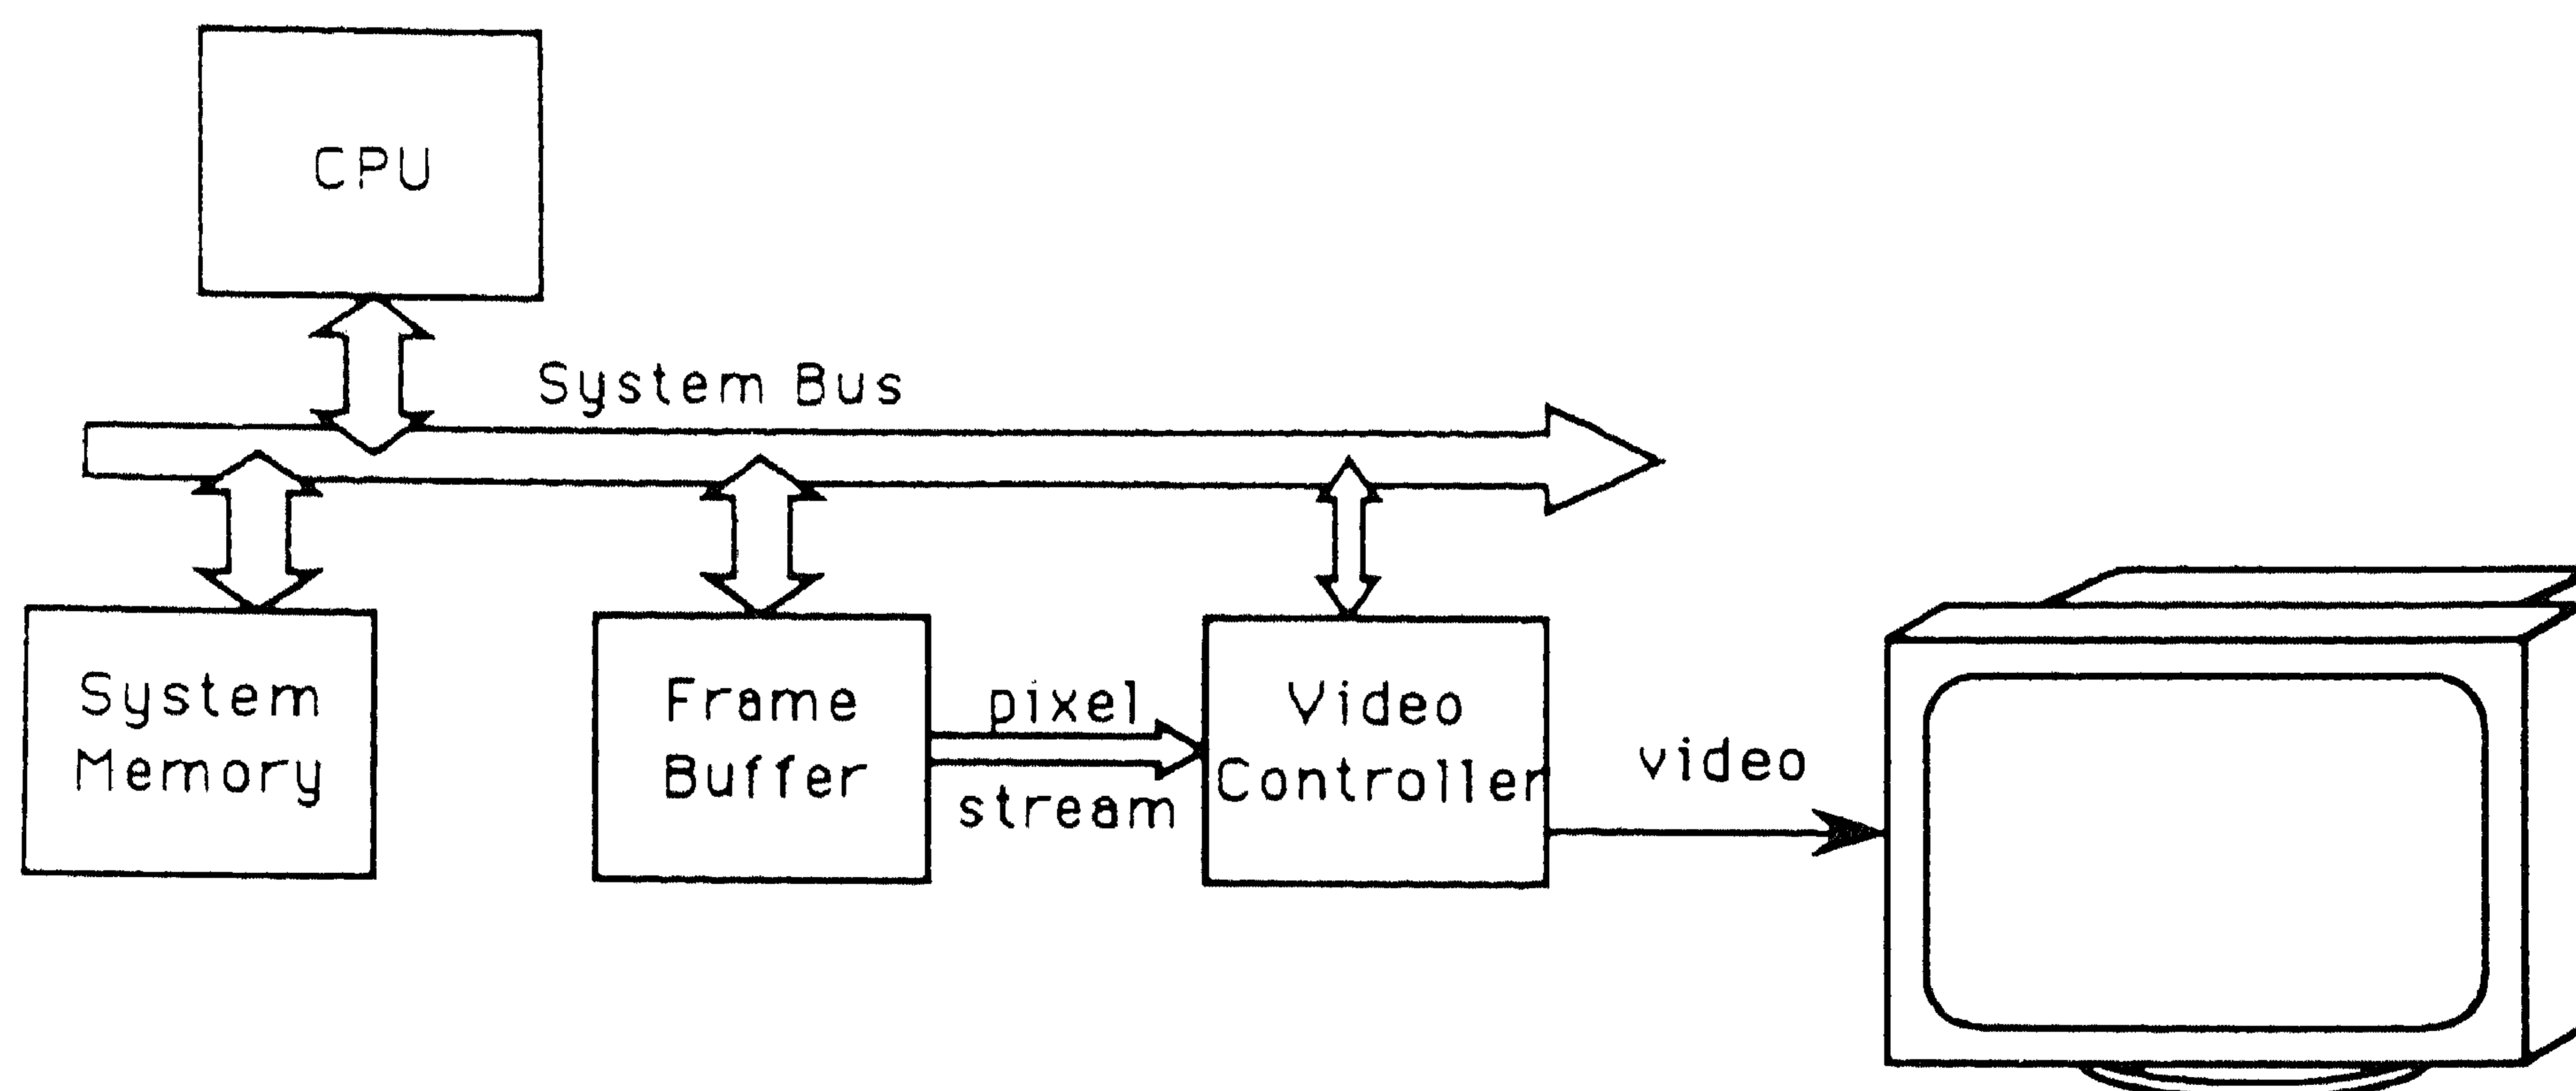 CPU
System Bus
System
Memory
Frame
Buffer
pixel
stream
Video
Controller
video